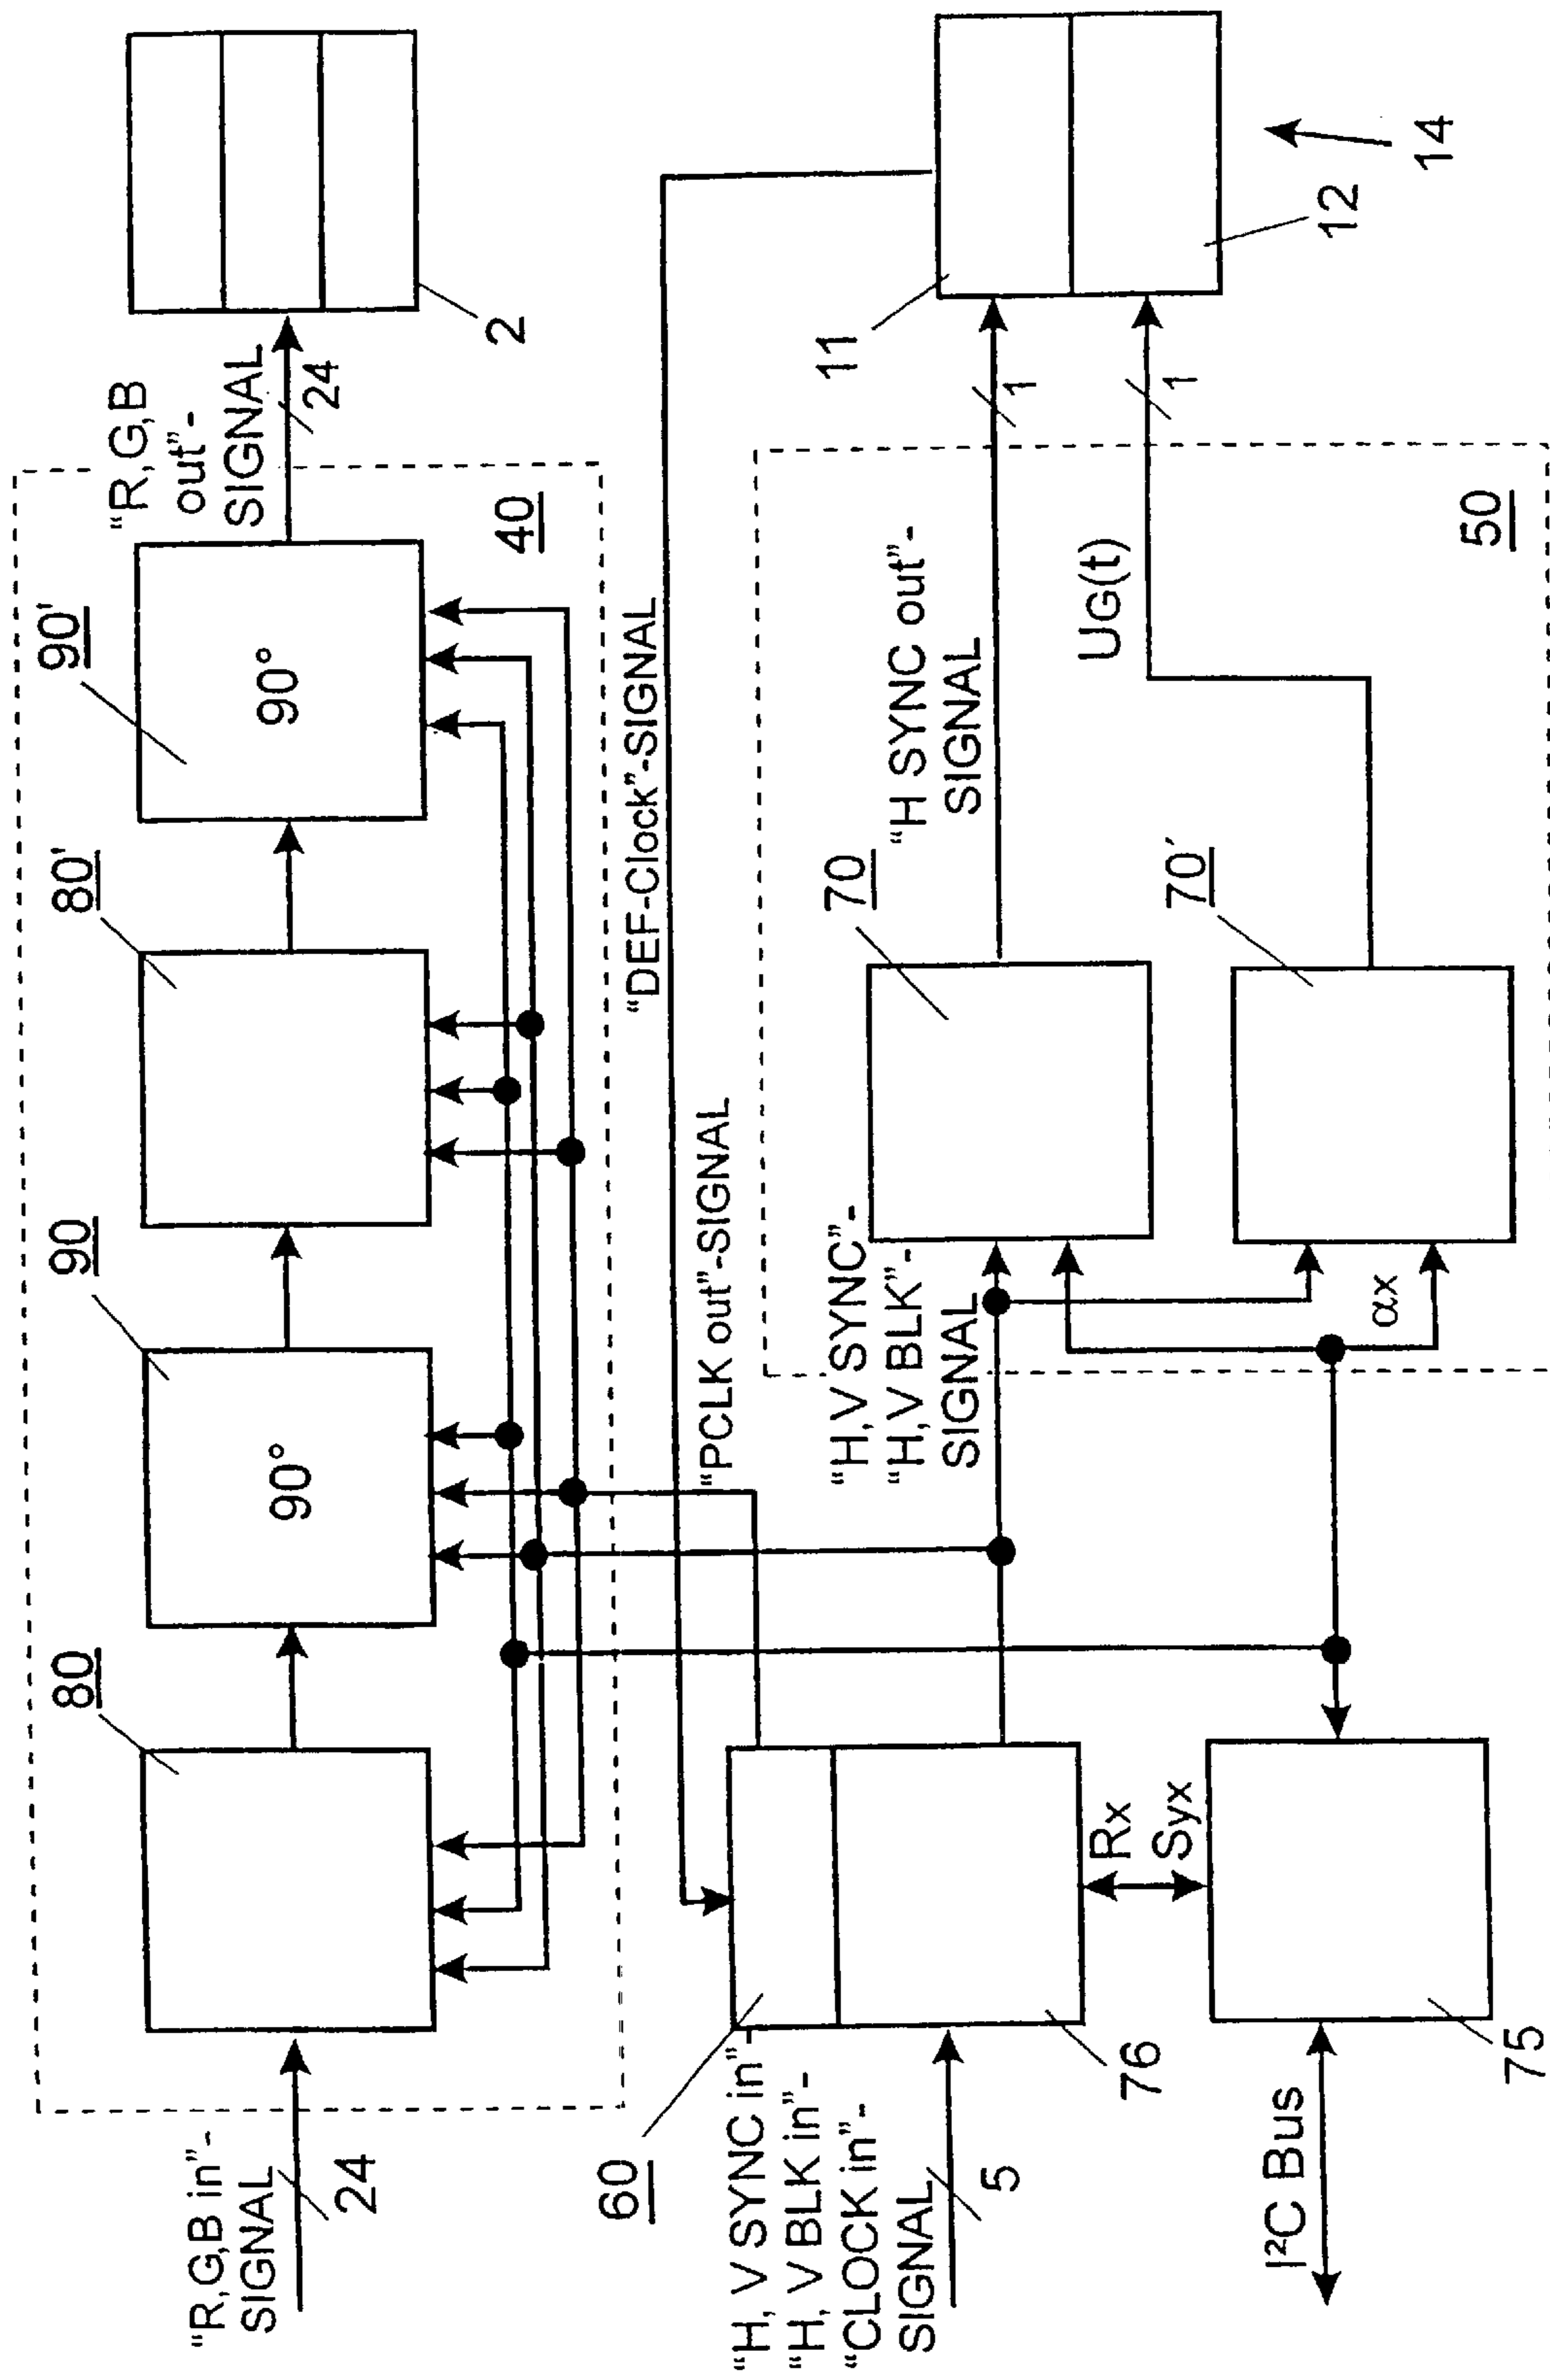 “R,G,B in”-
SIGNAL
24
80
90
90°
80'
90'
90°
40
“R,G,B
out”-
SIGNAL
24
2
“DEF-Clock”-SIGNAL
“PCLK out”-SIGNAL
60
“H, V SYNC in”-
“H, V BLK in”-
“CLOCK in”-
SIGNAL
5
76
Rx
Syx
I²C Bus
75
“H,V SYNC”-
“H,V BLK”-
SIGNAL
αx
70
70′
“H SYNC out”-
SIGNAL
UG(t)
50
1
1
11
12
14